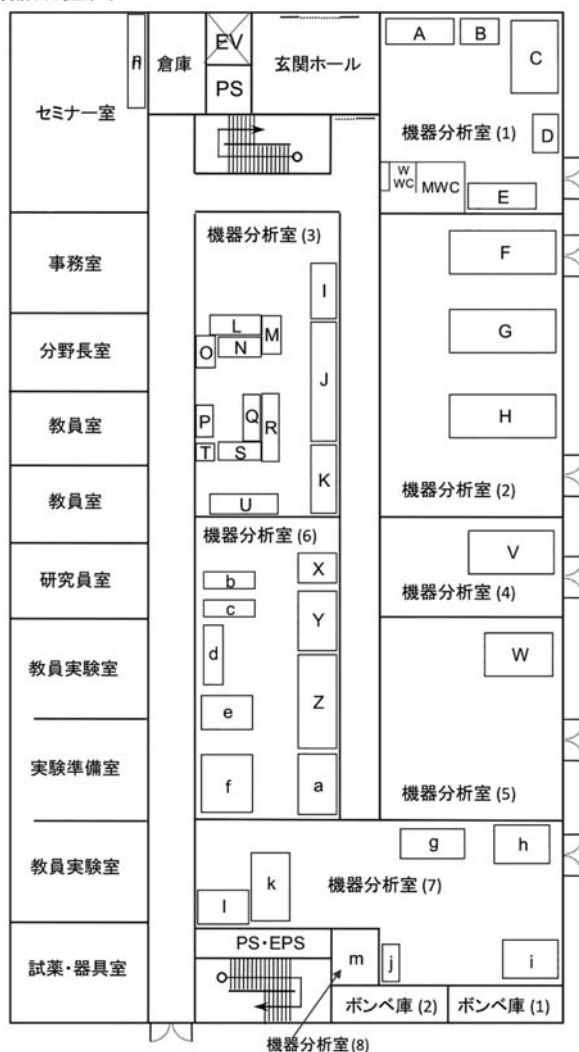 倉庫
EV
PS
玄関ホール
A
B
C
D
E
セミナー室
機器分析室 (1)
W
WC
MWC
事務室
分野長室
教員室
教員室
研究員室
教員実験室
実験準備室
教員実験室
試薬・器具室
機器分析室 (3)
I
L
M
N
O
J
P
Q
R
T
S
K
U
F
G
H
機器分析室 (2)
機器分析室 (6)
X
b
c
Y
d
e
Z
f
a
V
機器分析室 (4)
W
機器分析室 (5)
g
h
k
機器分析室 (7)
l
PS・EPS
m
j
i
ボンベ庫 (2)
ボンベ庫 (1)
機器分析室(8)